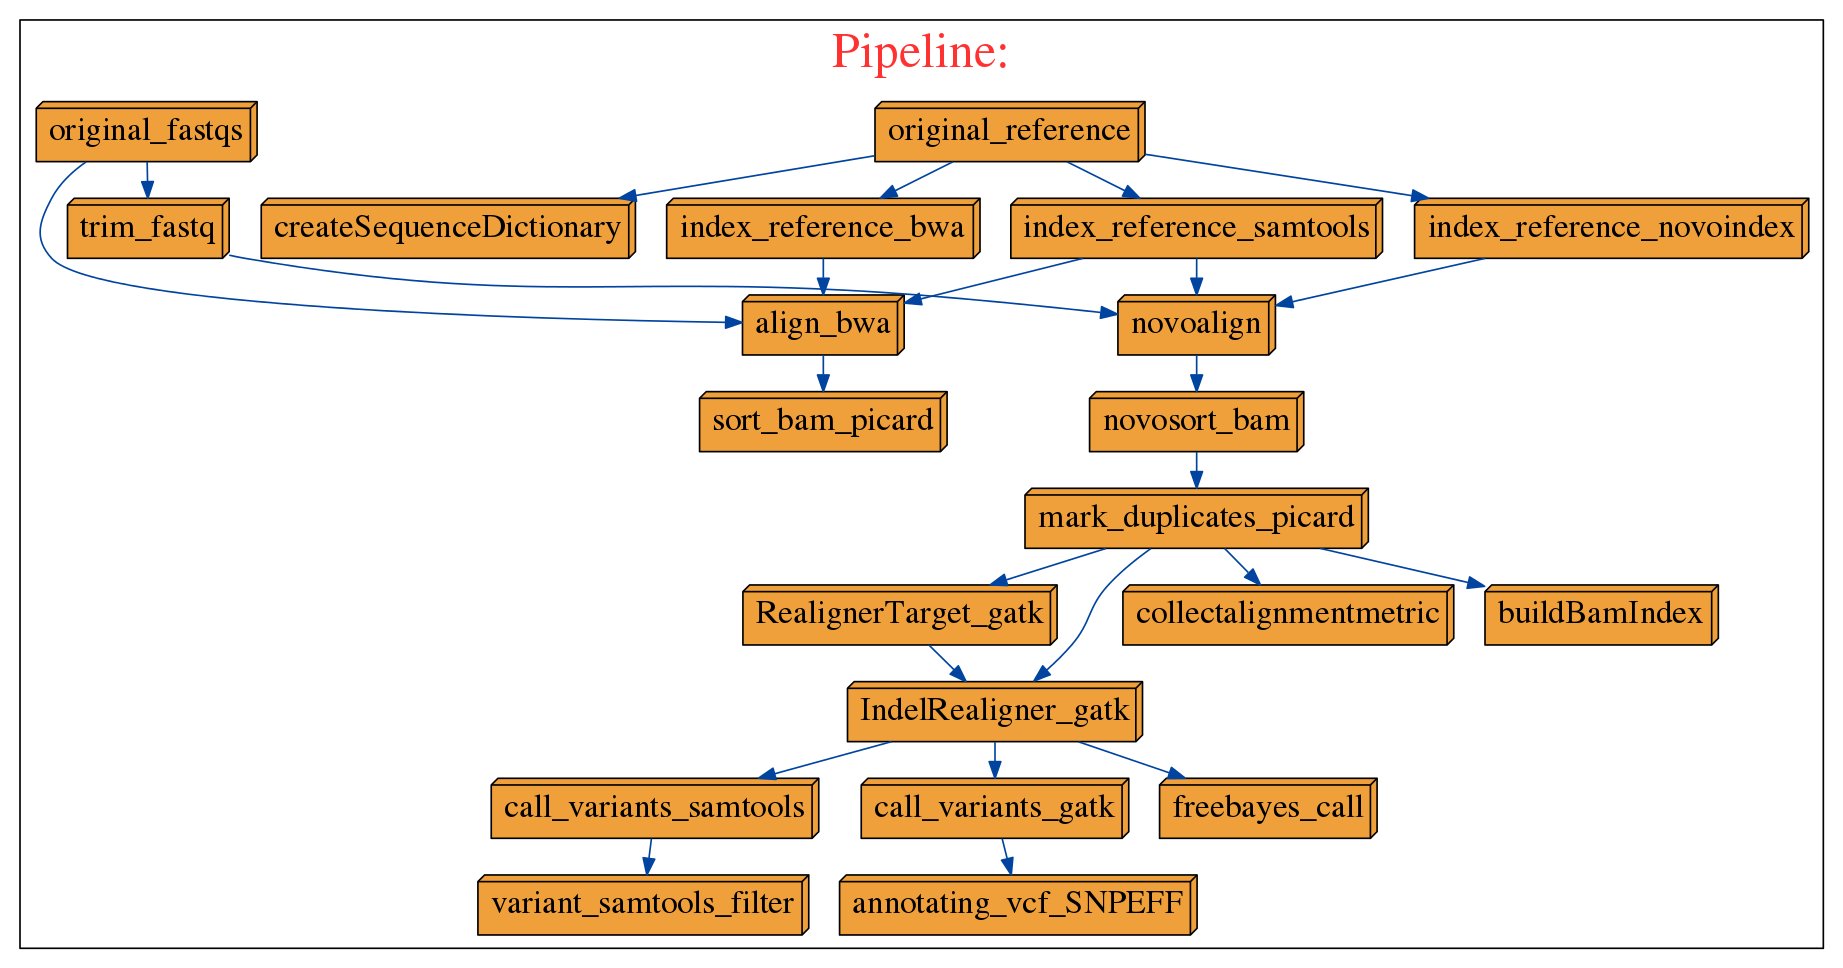 Pipeline:
original_fastqs
original_reference
trim_fastq
createSequenceDictionary
index_reference_bwa
index_reference_samtools
index_reference_novoindex
align_bwa
novoalign
sort_bam_picard
novosort_bam
mark_duplicates_picard
RealignerTarget_gatk
collectalignmentmetric
buildBamIndex
IndelRealigner_gatk
call_variants_samtools
call_variants_gatk
freebayes_call
variant_samtools_filter
annotating_vcf_SNPEFF